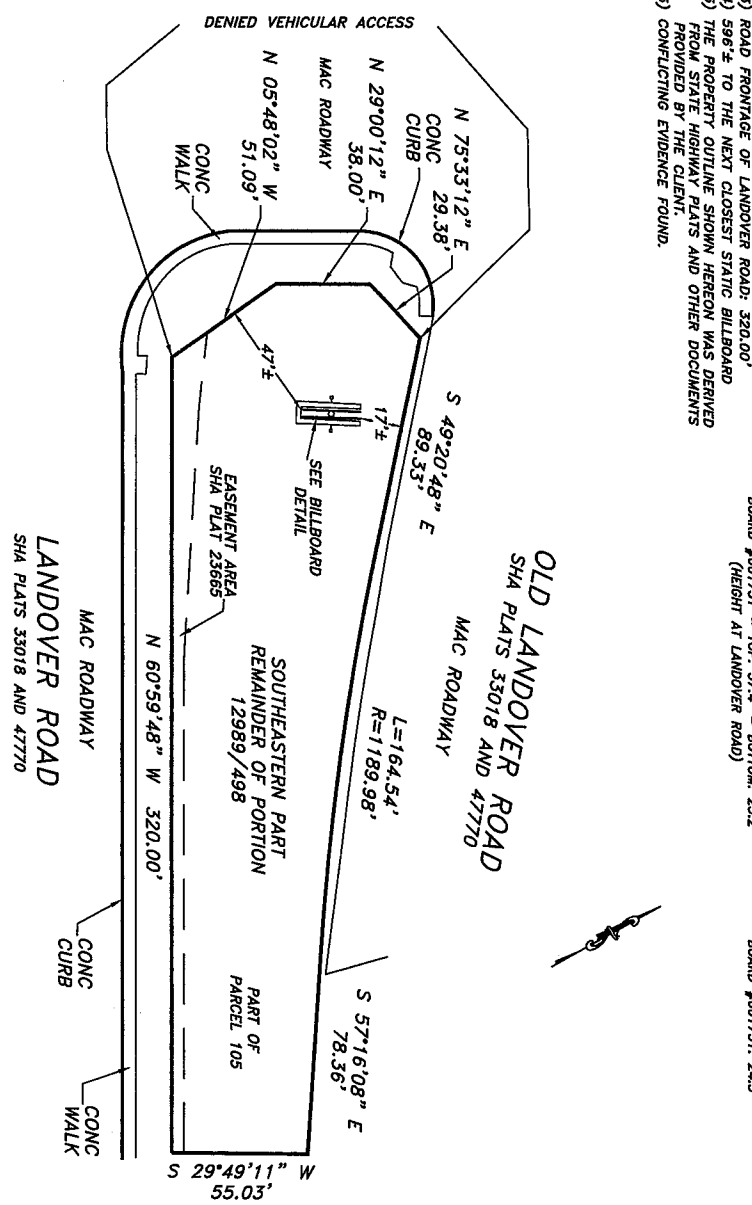 5) ROAD FRONTAGE OF LANDOVER ROAD: 320.00'
596'± TO THE NEXT CLOSEST STATIC BILLBOARD
THE PROPERTY OUTLINE SHOWN HEREON WAS DERIVED
FROM STATE HIGHWAY PLATS AND OTHER DOCUMENTS
PROVIDED BY THE CLIENT.
CONFLICTING EVIDENCE FOUND.
(HEIGHT AT LANDOVER ROAD)
DENIED VEHICULAR ACCESS
N 75°33'12" E
29.38'
CONC
CURB
N 29°00'12" E
38.00'
MAC ROADWAY
N 05°48'02" W
51.09'
CONC
WALK
47'±
17'±
SEE BILLBOARD
DETAIL
S 49°20'48" E
89.33'
OLD LANDOVER ROAD
SHA PLATS 33018 AND 47770
MAC ROADWAY
L=164.54'
R=1189.98'
S 57°16'08" E
78.36'
EASEMENT AREA
SHA PLAT 23665
SOUTHEASTERN PART
REMAINDER OF PORTION
12989/498
PART OF
PARCEL 105
N 60°59'48" W 320.00'
MAC ROADWAY
LANDOVER ROAD
SHA PLATS 33018 AND 47770
CONC
CURB
CONC
WALK
S 29°49'11" W
55.03'